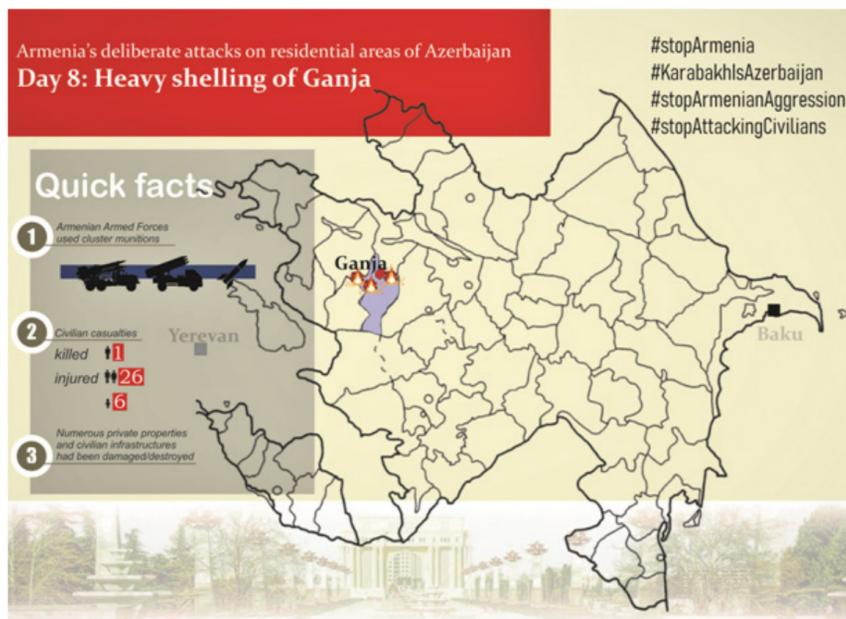 Armenia's deliberate attacks on residential areas of Azerbaijan
Day 8: Heavy shelling of Ganja
#stopArmenia
#KarabakhIsAzerbaijan
#stopArmenianAggression
#stopAttackingCivilians
Quick facts
1
Armenian Armed Forces
used cluster munitions
2
Civilian casualties
killed 1
injured 26
6
3
Numerous private properties
and civilian infrastructures
had been damaged/destroyed
Ganja
Yerevan
Baku